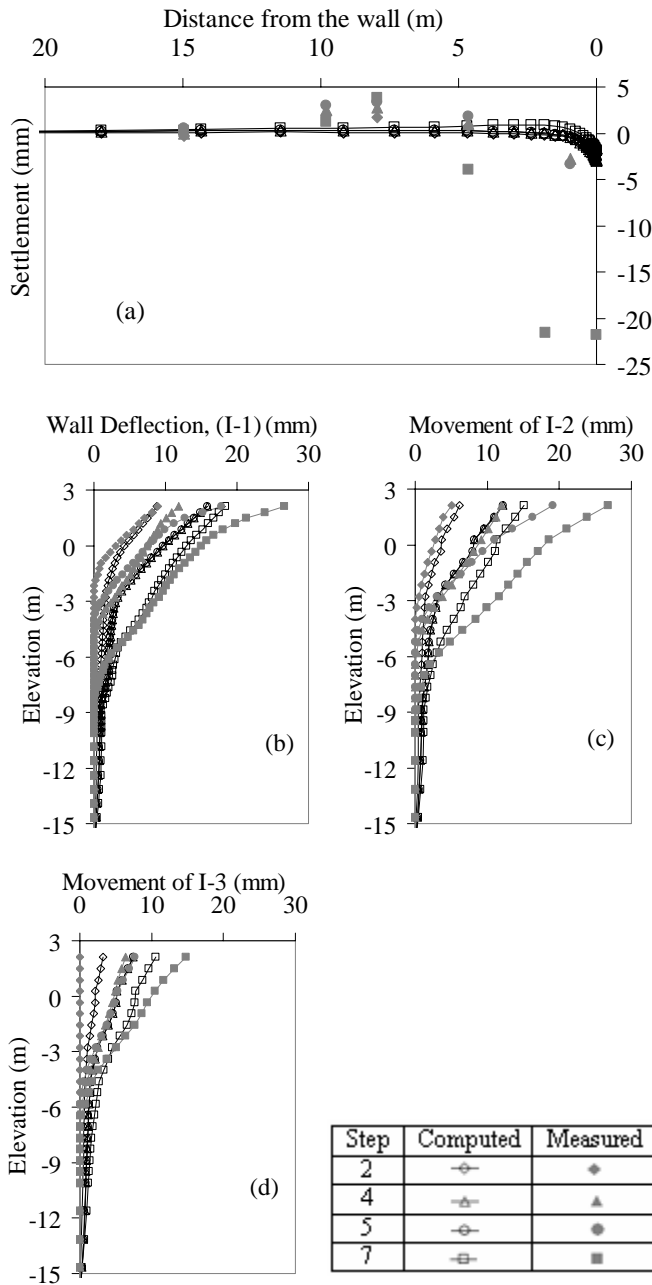 Distance from the wall (m)
20 15 10 5 0
5
0
-5
-10
-15
-20
-25
Settlement (mm)
(a)
Wall Deflection, (I-1) (mm)
0 10 20 30
3
0
-3
-6
-9
-12
-15
Elevation (m)
(b)
Movement of I-2 (mm)
0 10 20 30
3
0
-3
-6
-9
-12
-15
Elevation (m)
(c)
Movement of I-3 (mm)
0 10 20 30
3
0
-3
-6
-9
-12
-15
Elevation (m)
(d)
Step Computed Measured
2
4
5
7